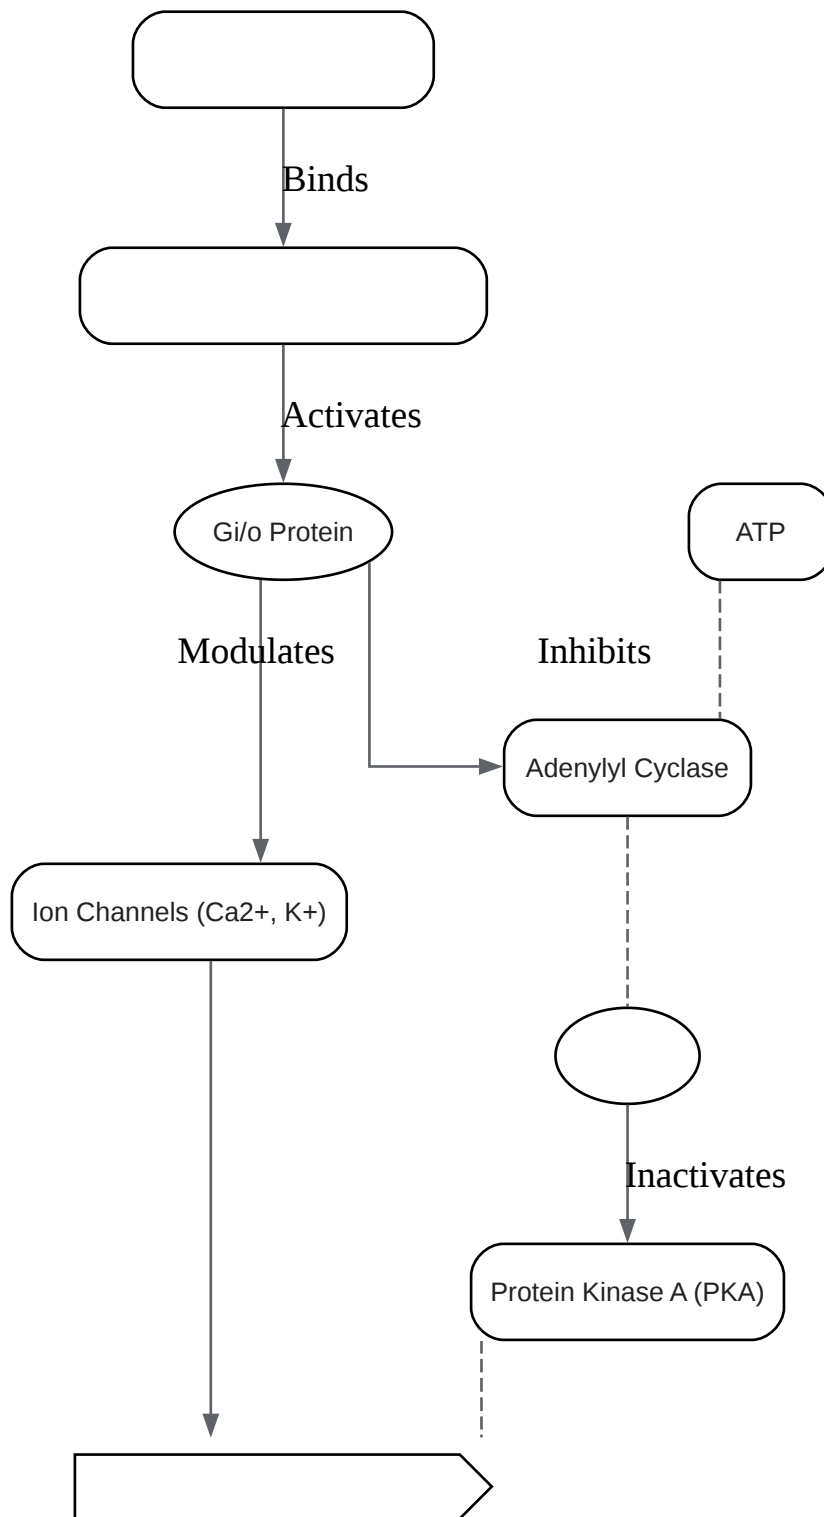 Binds
Activates
Gi/o Protein
ATP
Modulates
Inhibits
Adenylyl Cyclase
Ion Channels (Ca2+, K+)
Inactivates
Protein Kinase A (PKA)